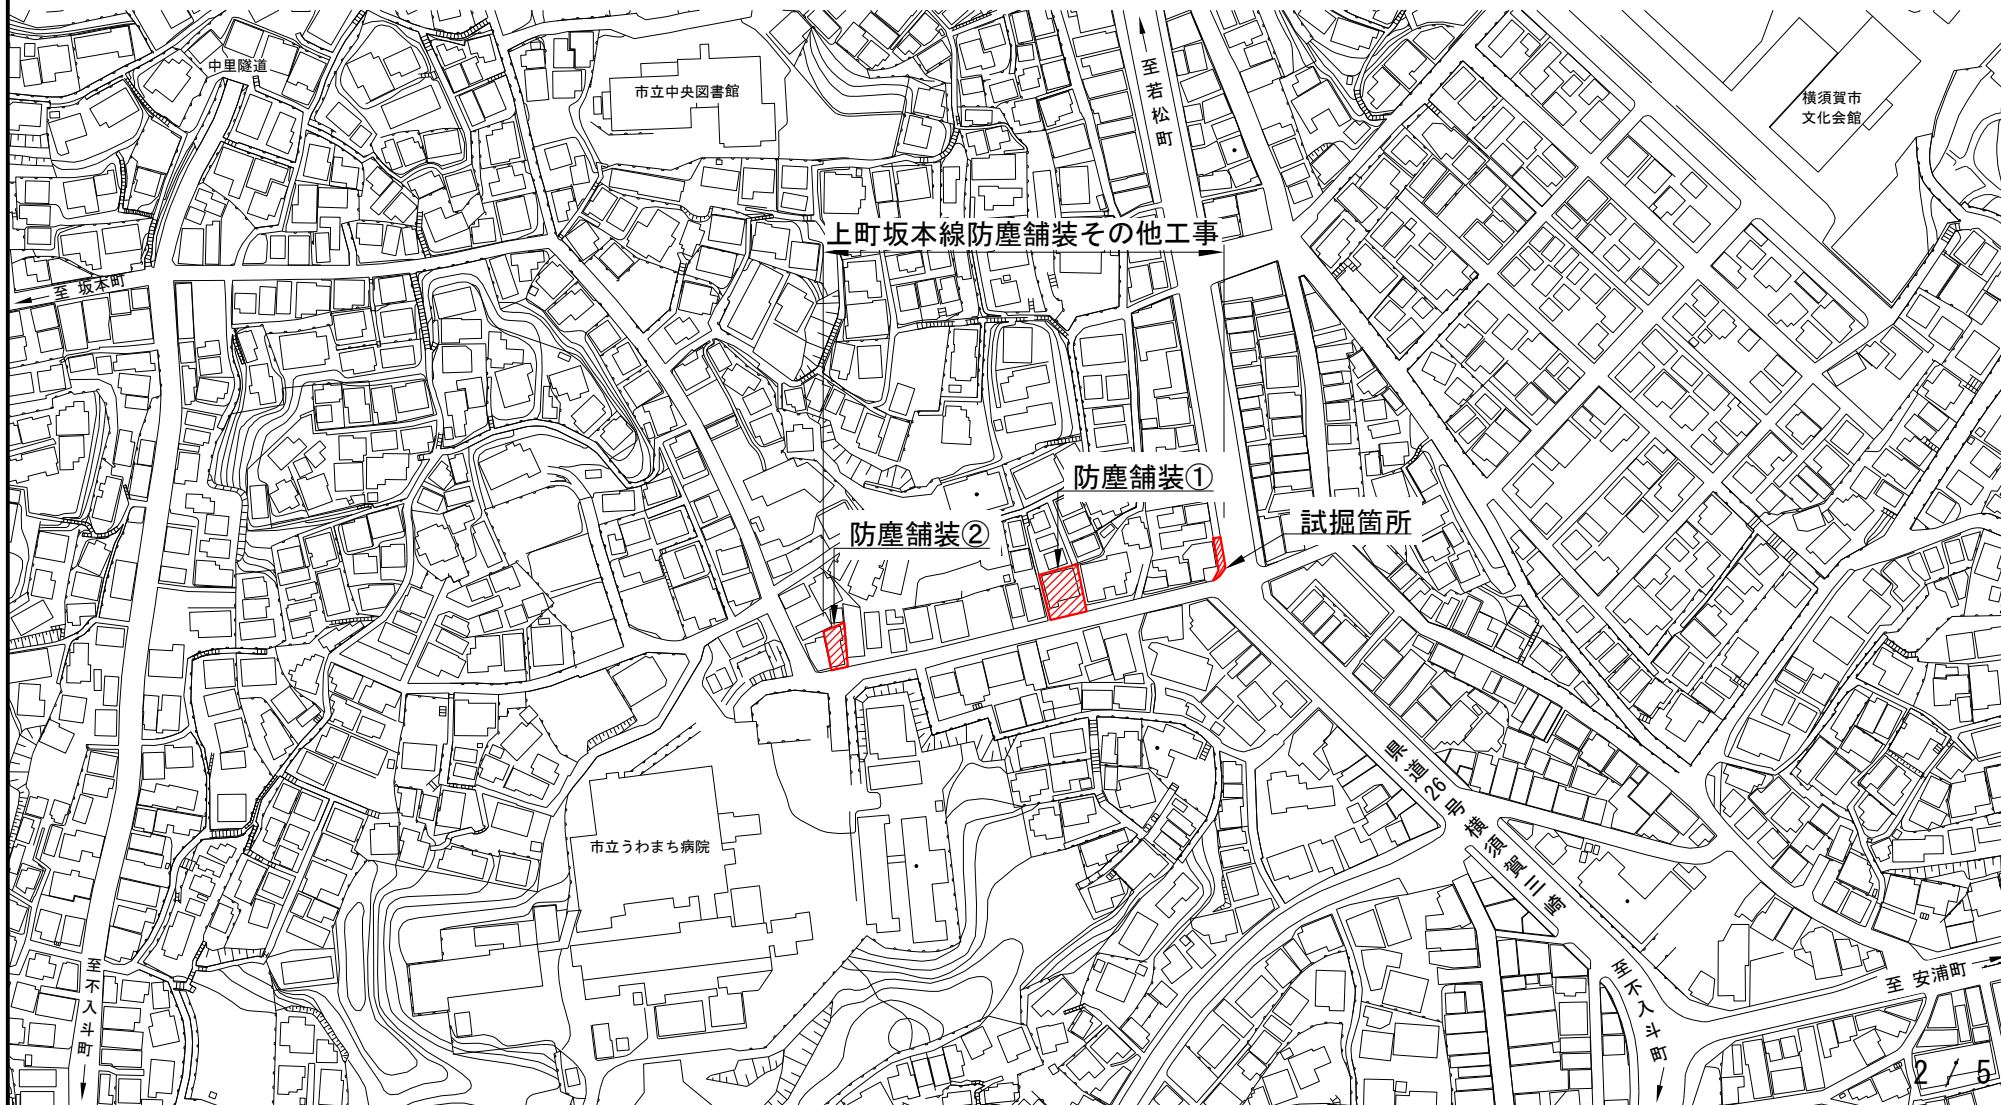 中里隧道
市立中央図書館
至若松町
横須賀市
文化会館
上町坂本線防塵舗装その他工事
至 坂本町
防塵舗装①
防塵舗装②
試掘箇所
県道26号横須賀三崎
市立うわまち病院
至不入斗町
至不入斗町
至 安浦町
2 / 5